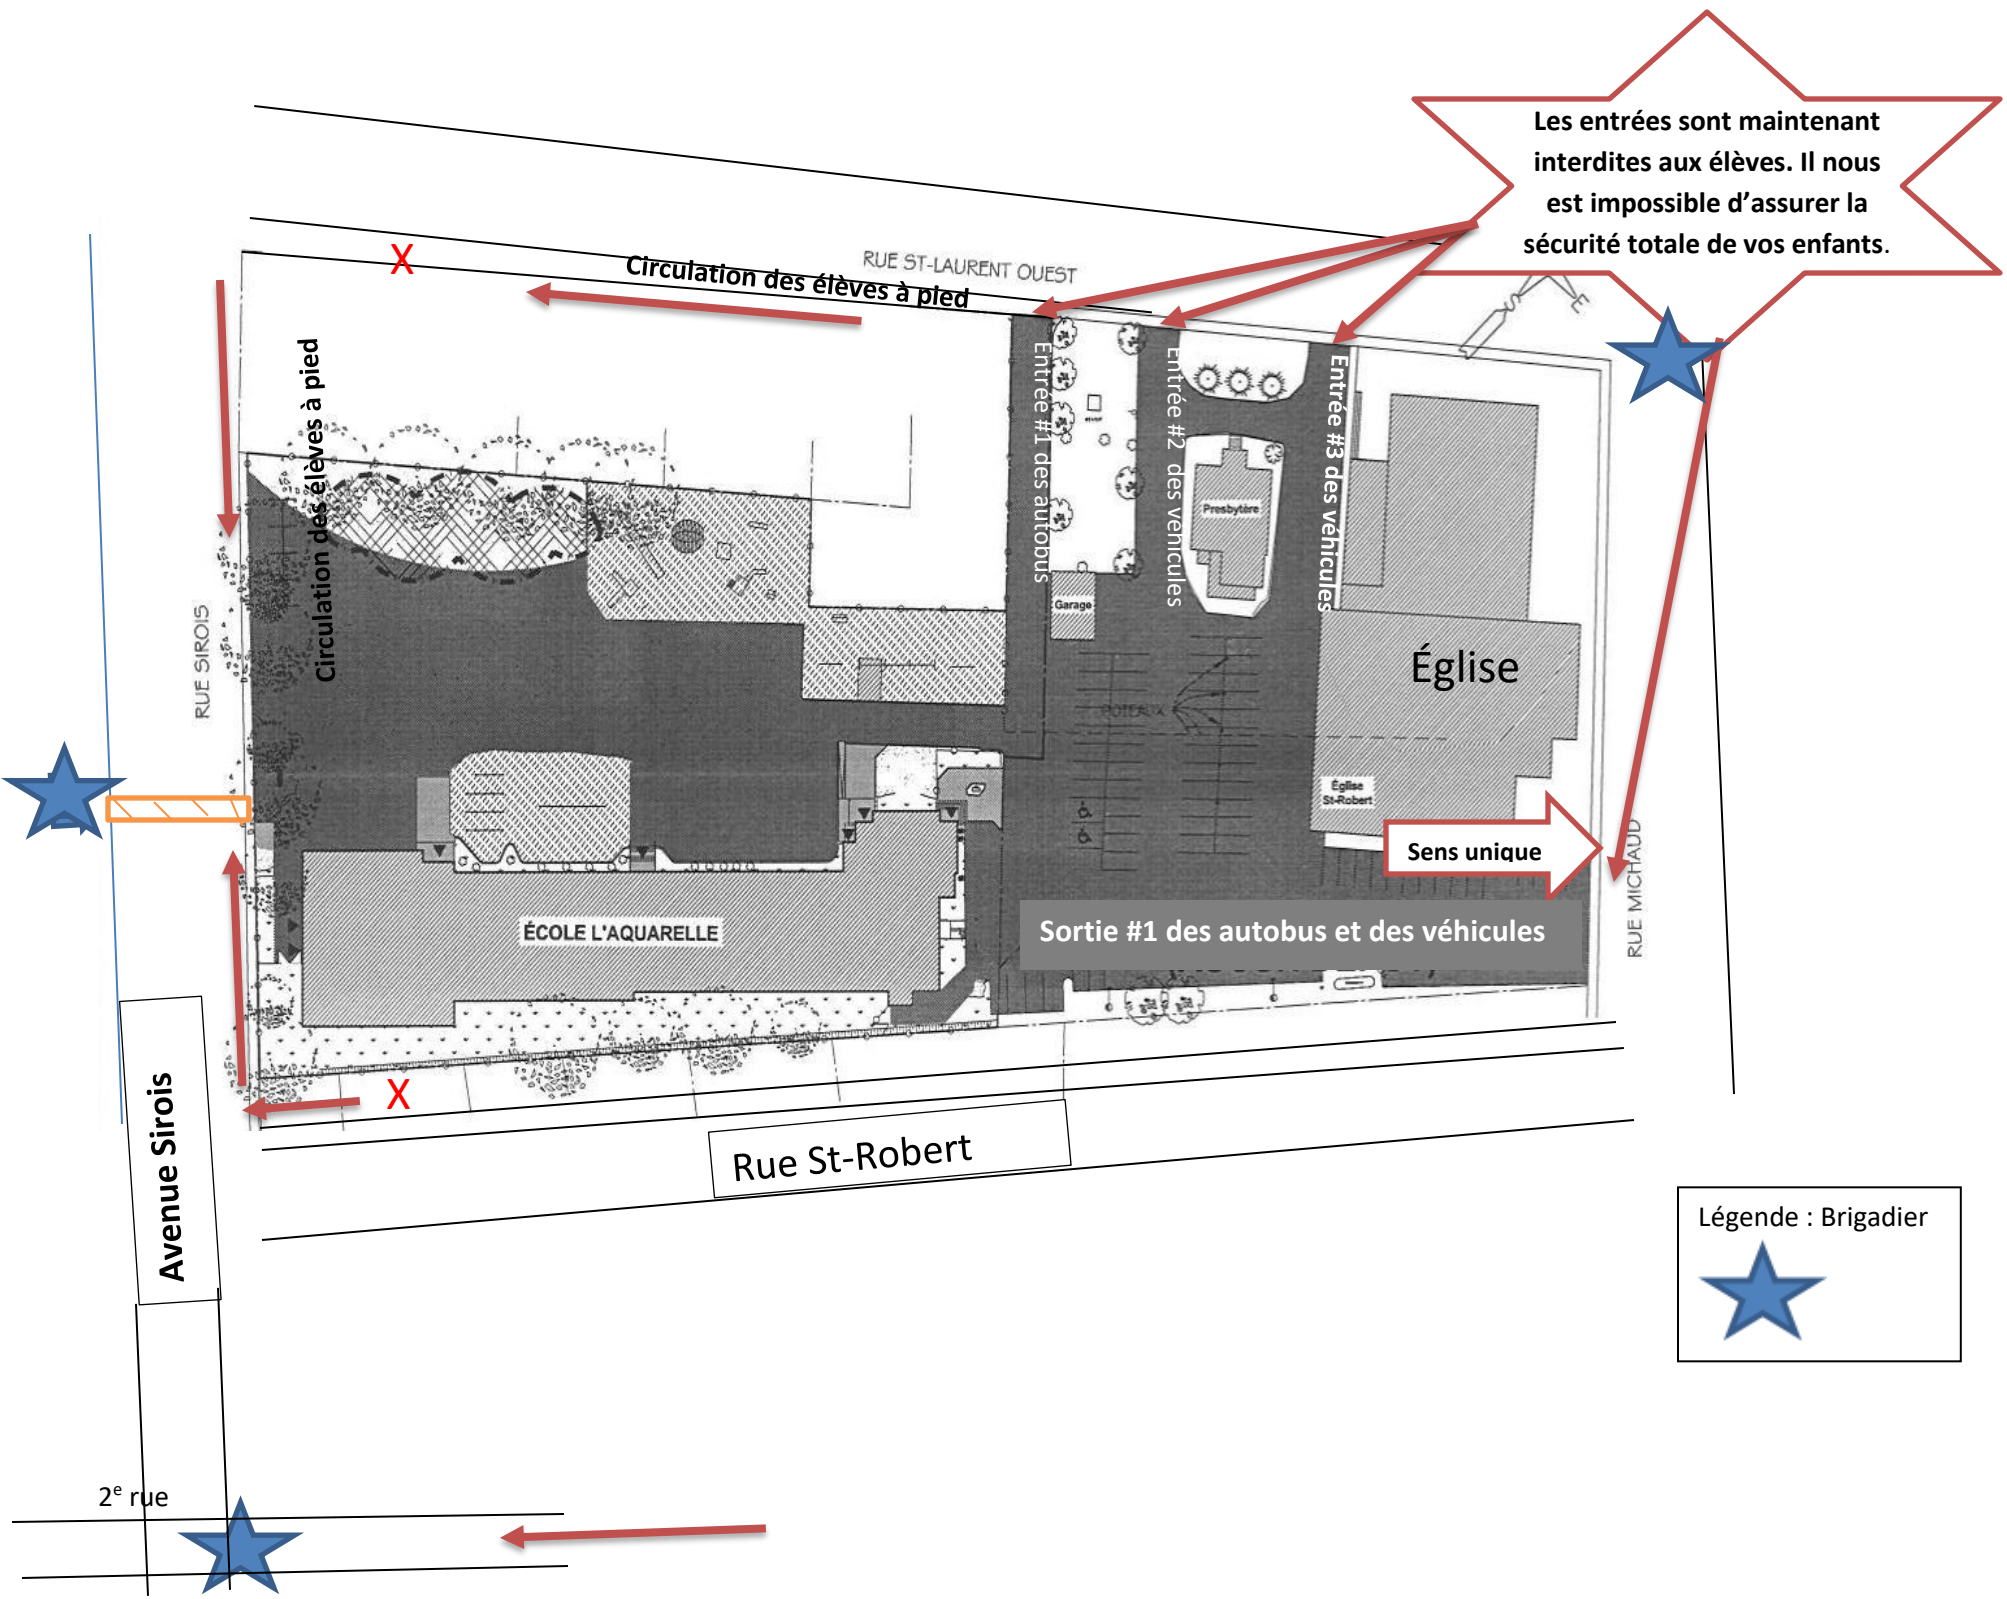 Les entrées sont maintenant
interdites aux élèves. Il nous
est impossible d’assurer la
sécurité totale de vos enfants.
RUE ST-LAURENT OUEST
Circulation des élèves à pied
X
Circulation des élèves à pied
Entrée #1 des autobus
Entrée #2 des véhicules
Entrée #3 des véhicules
S
E
Presbytère
Garage
RUE SIROIS
Église
POTEAUX
Église
St-Robert
Sens unique
RUE MICHAUD
ÉCOLE L'AQUARELLE
Sortie #1 des autobus et des véhicules
X
Avenue Sirois
Rue St-Robert
Légende : Brigadier
2e rue